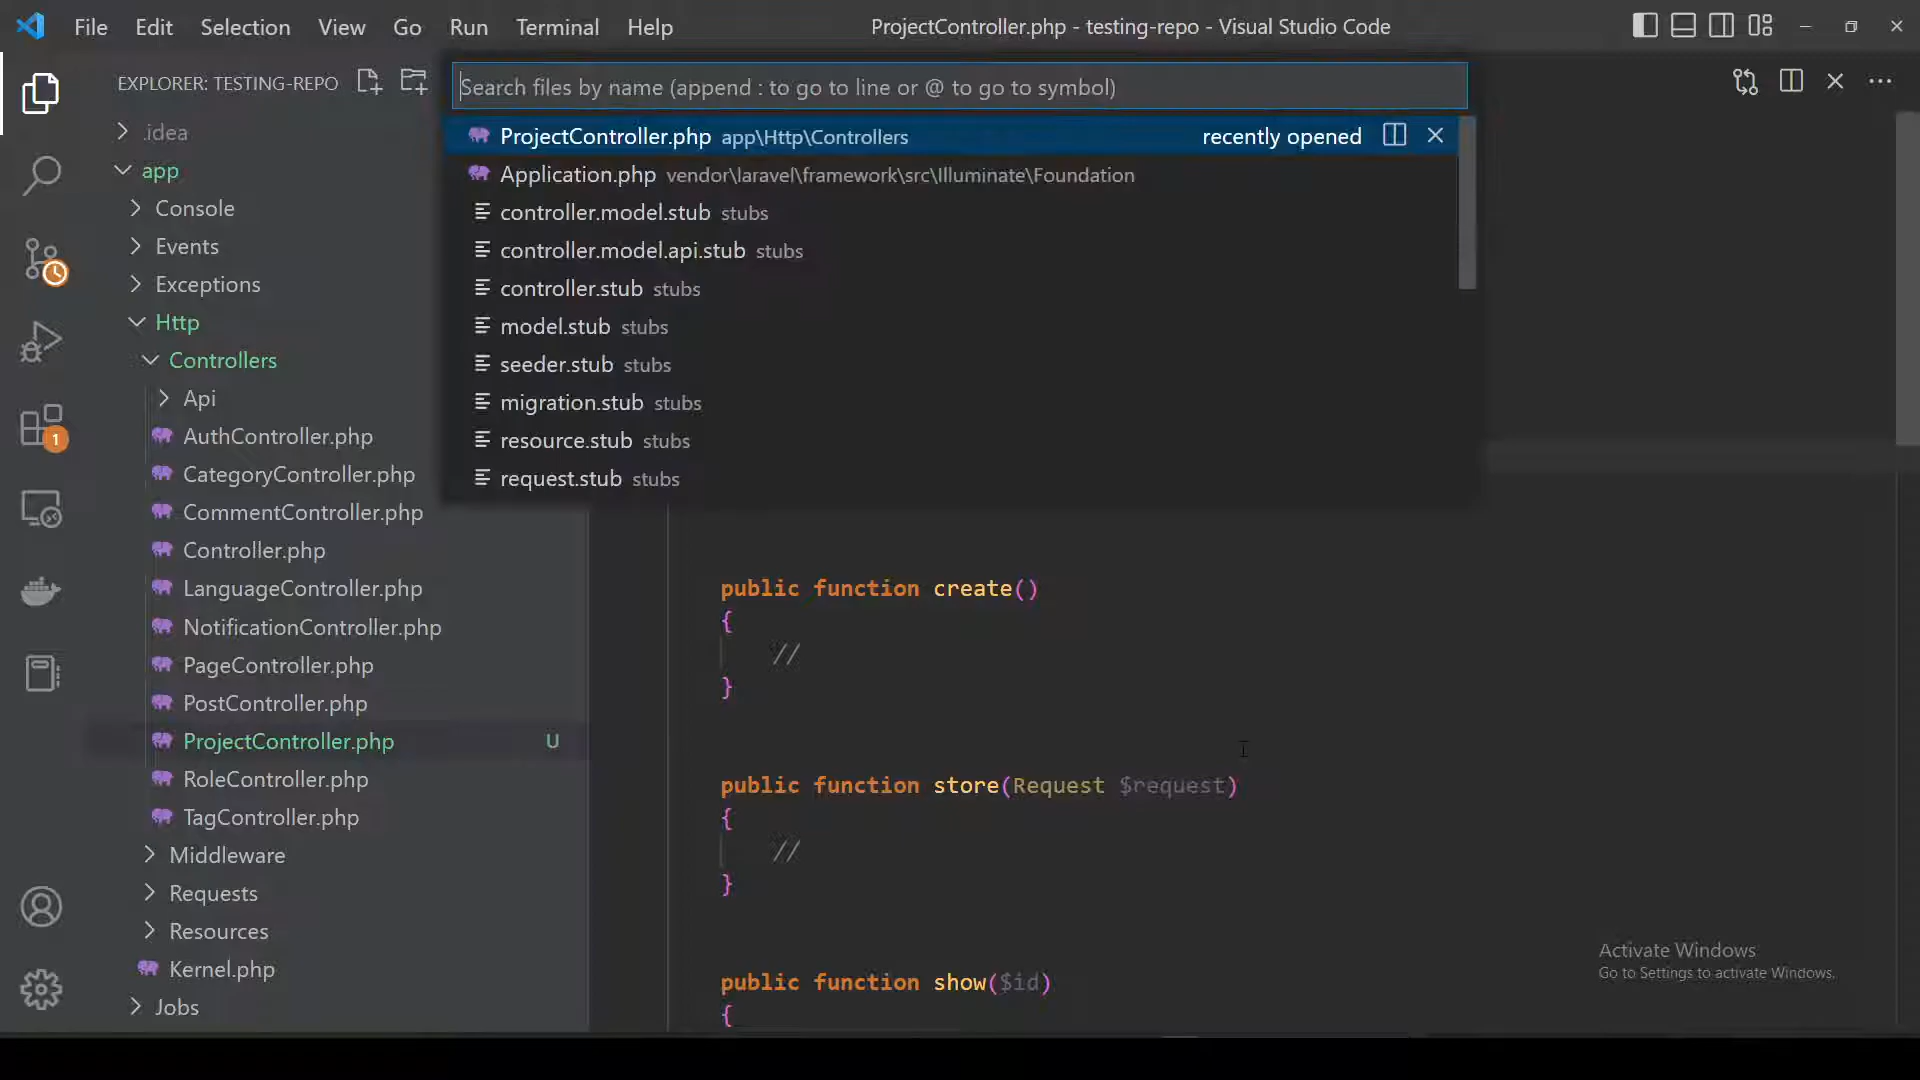 File Edit Selection View Go Run Terminal Help
ProjectController.php - testing-repo - Visual Studio Code
EXPLORER: TESTING-REPO
Search files by name (append : to go to line or @ to go to symbol)
ProjectController.php app\Http\Controllers recently opened
Application.php vendor\laravel\framework\src\Illuminate\Foundation
controller.model.stub stubs
controller.model.api.stub stubs
controller.stub stubs
model.stub stubs
seeder.stub stubs
migration.stub stubs
resource.stub stubs
request.stub stubs
.idea
app
Console
Events
Exceptions
Http
Controllers
Api
AuthController.php
CategoryController.php
CommentController.php
Controller.php
LanguageController.php
NotificationController.php
PageController.php
PostController.php
ProjectController.php U
RoleController.php
TagController.php
Middleware
Requests
Resources
Kernel.php
Jobs
1
public function create()
{
//
}
public function store(Request $request)
{
//
}
public function show($id)
{
Activate Windows
Go to Settings to activate Windows.